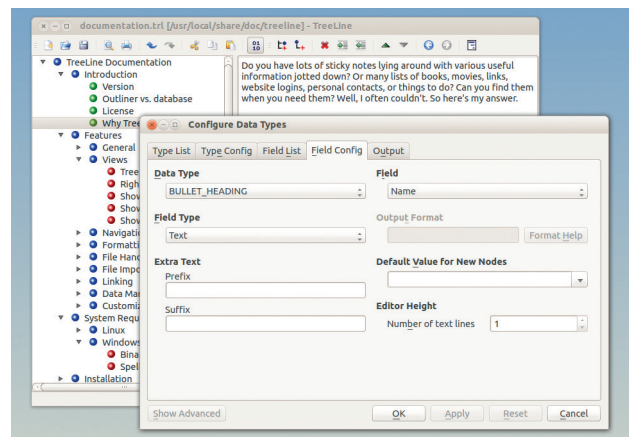 documentation.trl [/usr/local/share/doc/treeline] - TreeLine
TreeLine Documentation
Introduction
Version
Outliner vs. database
License
Why Tree
Features
General
Views
Tree
Righ
Show
Show
Show
Navigati
Formatti
File Hand
File Impo
Linking
Data Man
Customiz
System Requ
Linux
Windows
Bina
Spel
Installation
Do you have lots of sticky notes lying around with various useful
information jotted down? Or many lists of books, movies, links,
website logins, personal contacts, or things to do? Can you find them
when you need them? Well, I often couldn't. So here's my answer.
Configure Data Types
Type List Type Config Field List Field Config Output
Data Type Field
BULLET_HEADING Name
Field Type Output Format
Text Format Help
Extra Text Default Value for New Nodes
Prefix
Suffix Editor Height
Number of text lines 1
Show Advanced OK Apply Reset Cancel